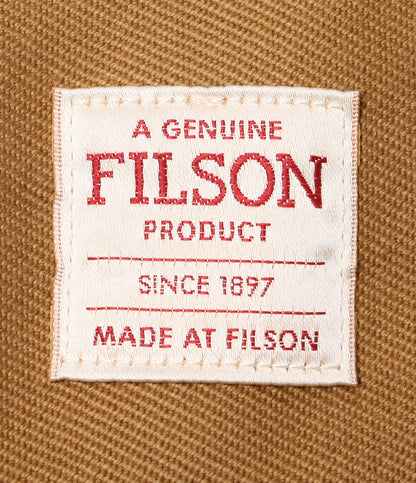 A GENUINE
FILSON
PRODUCT
SINCE 1897
MADE AT FILSON